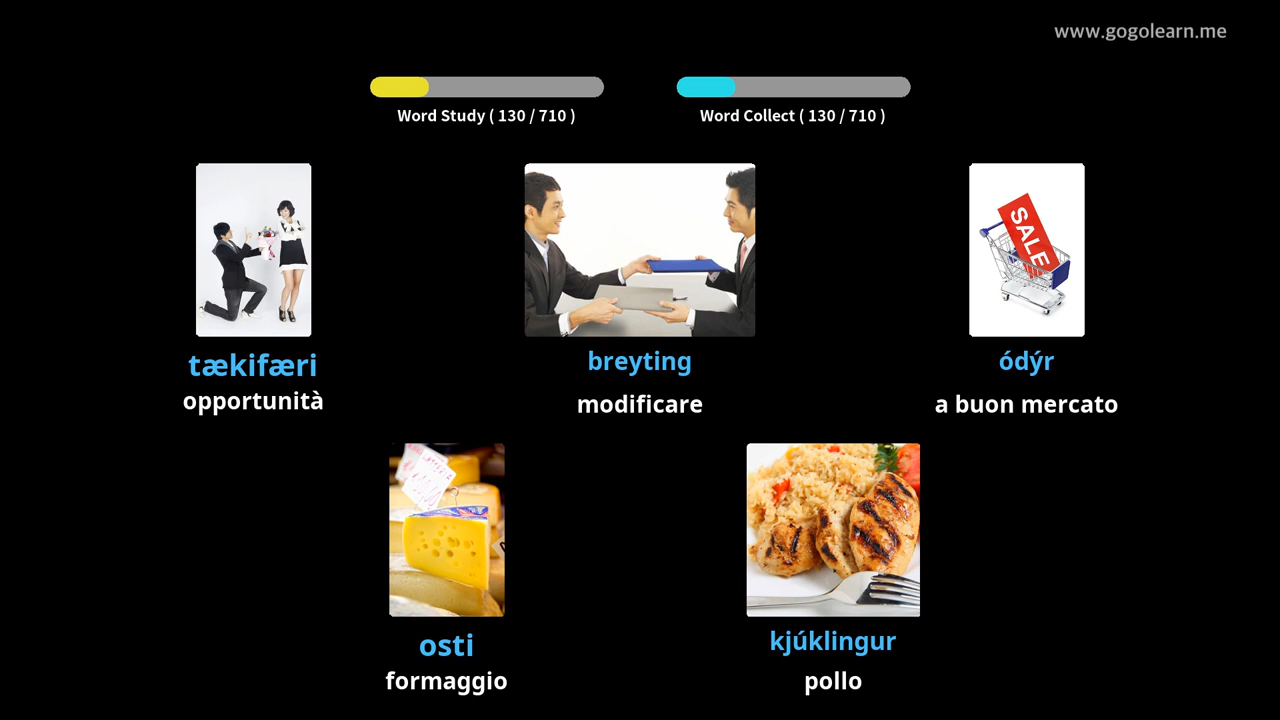 www.gogolearn.me
Word Study ( 130 / 710 )
Word Collect ( 130 / 710 )
SALE
tækifæri
opportunità
breyting
modificare
ódýr
a buon mercato
osti
formaggio
kjúklingur
pollo